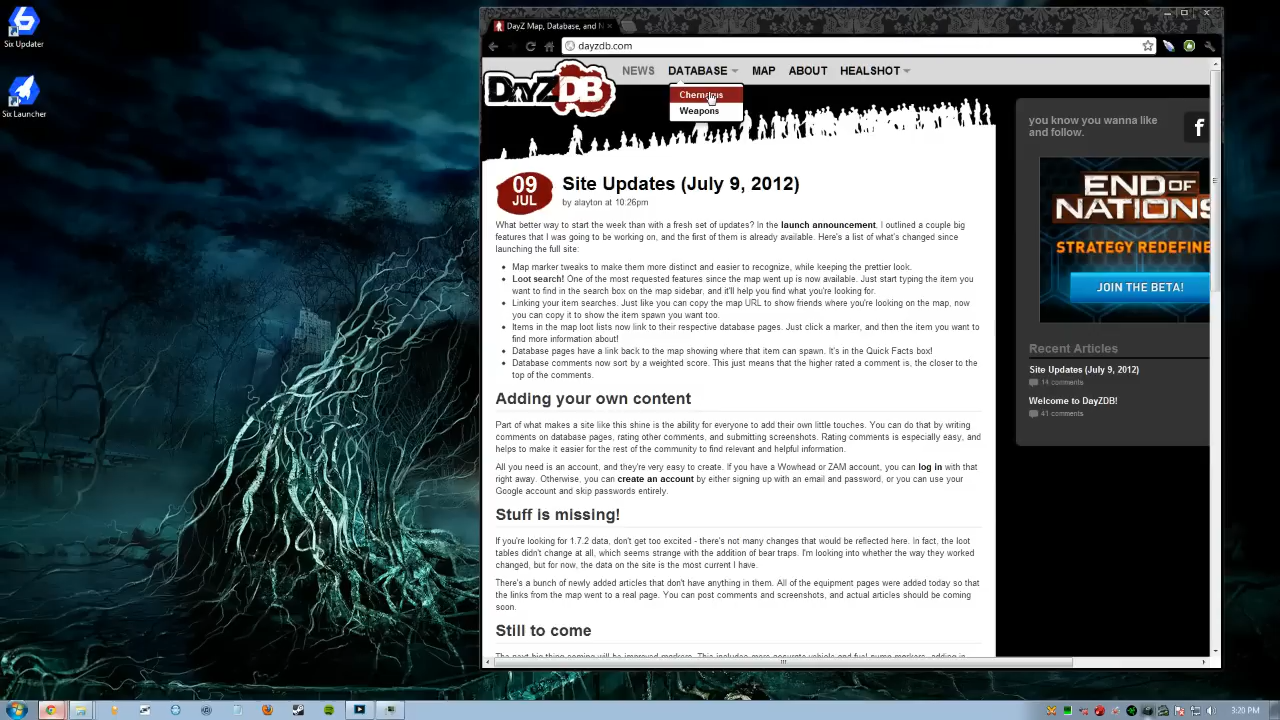 Six Updater
Six Launcher
DayZ Map, Database, and N
dayzdb.com
DAYZDB
NEWS DATABASE MAP ABOUT HEALSHOT
Chernarus
Weapons
you know you wanna like
and follow.
f
END OF
NATIONS
STRATEGY REDEFINE
JOIN THE BETA!
09
JUL
Site Updates (July 9, 2012)
by alayton at 10:26pm
What better way to start the week than with a fresh set of updates? In the launch announcement, I outlined a couple big
features that I was going to be working on, and the first of them is already available. Here's a list of what's changed since
launching the full site:
Map marker tweaks to make them more distinct and easier to recognize, while keeping the prettier look.
Loot search! One of the most requested features since the map went up is now available. Just start typing the item you
want to find in the search box on the map sidebar, and it'll help you find what you're looking for.
Linking your item searches. Just like you can copy the map URL to show friends where you're looking on the map, now
you can copy it to show the item spawn you want too.
Items in the map loot lists now link to their respective database pages. Just click a marker, and then the item you want to
find more information about!
Database pages have a link back to the map showing where that item can spawn. It's in the Quick Facts box!
Database comments now sort by a weighted score. This just means that the higher rated a comment is, the closer to the
top of the comments.
Recent Articles
Site Updates (July 9, 2012)
14 comments
Welcome to DayZDB!
41 comments
Adding your own content
Part of what makes a site like this shine is the ability for everyone to add their own little touches. You can do that by writing
comments on database pages, rating other comments, and submitting screenshots. Rating comments is especially easy, and
helps to make it easier for the rest of the community to find relevant and helpful information.
All you need is an account, and they're very easy to create. If you have a Wowhead or ZAM account, you can log in with that
right away. Otherwise, you can create an account by either signing up with an email and password, or you can use your
Google account and skip passwords entirely.
Stuff is missing!
If you're looking for 1.7.2 data, don't get too excited - there's not many changes that would be reflected here. In fact, the loot
tables didn't change at all, which seems strange with the addition of bear traps. I'm looking into whether the way they worked
changed, but for now, the data on the site is the most current I have.
There's a bunch of newly added articles that don't have anything in them. All of the equipment pages were added today so that
the links from the map went to a real page. You can post comments and screenshots, and actual articles should be coming
soon.
Still to come
The next big thing coming will be improved markers. This includes more accurate vehicle and fuel pump markers, adding in
3:20 PM